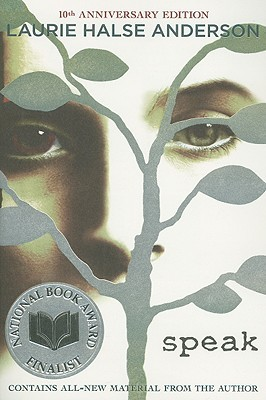 10th ANNIVERSARY EDITION
LAURIE HALSE ANDERSON
NATIONAL BOOK AWARD
FINALIST
speak
CONTAINS ALL-NEW MATERIAL FROM THE AUTHOR